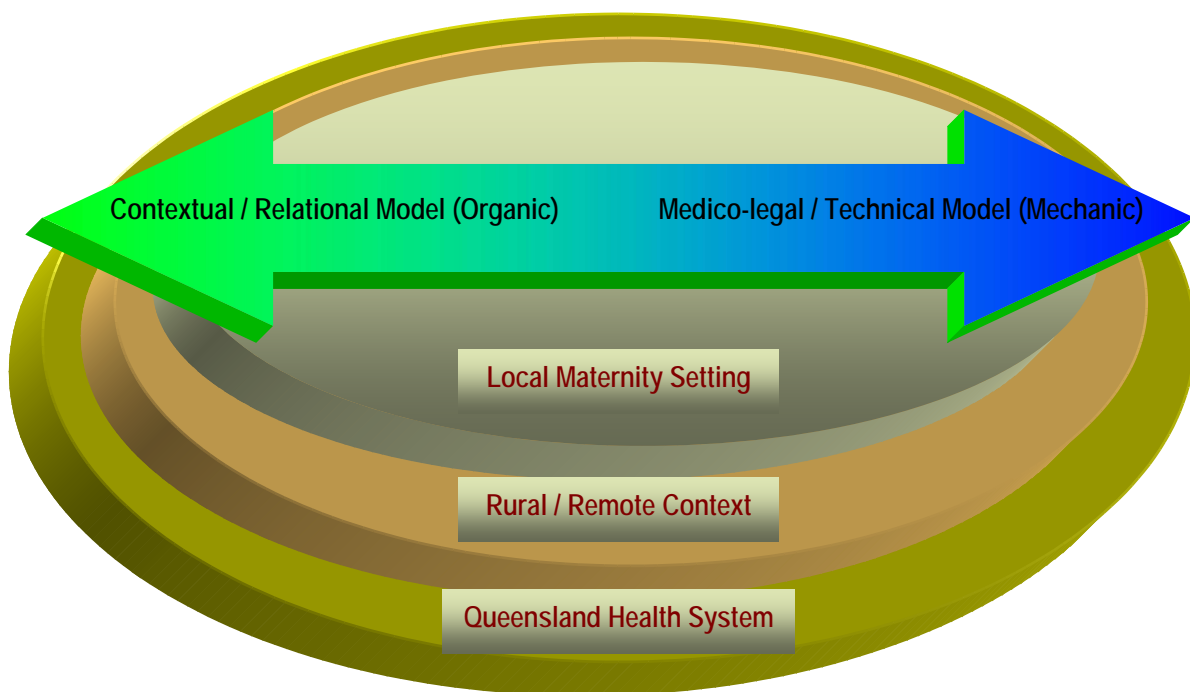 Contextual / Relational Model (Organic)
Medico-legal / Technical Model (Mechanic)
Local Maternity Setting
Rural / Remote Context
Queensland Health System